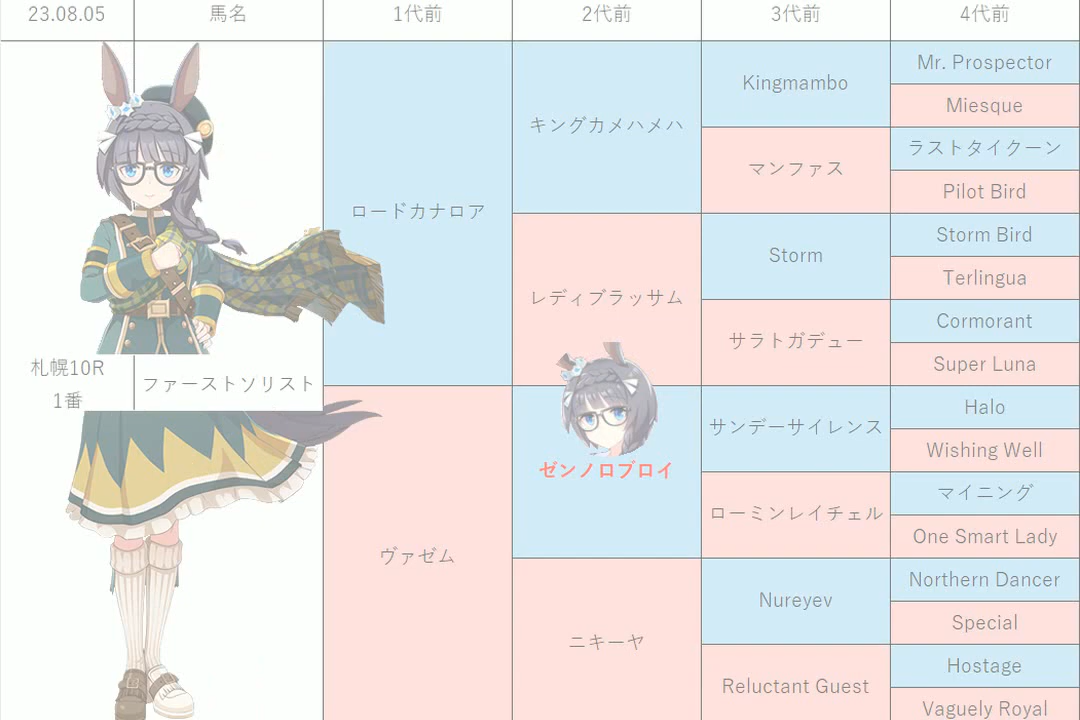 23.08.05 馬名 1代前 2代前 3代前 4代前
札幌10R
1番
ファーストソリスト
ロードカナロア
ヴァゼム
キングカメハメハ
レディブラッサム
ゼンノロブロイ
ニキーヤ
Kingmambo
マンファス
Storm
サラトガデュー
サンデーサイレンス
ローミンレイチェル
Nureyev
Reluctant Guest
Mr. Prospector
Miesque
ラストタイクーン
Pilot Bird
Storm Bird
Terlingua
Cormorant
Super Luna
Halo
Wishing Well
マイニング
One Smart Lady
Northern Dancer
Special
Hostage
Vaguely Royal